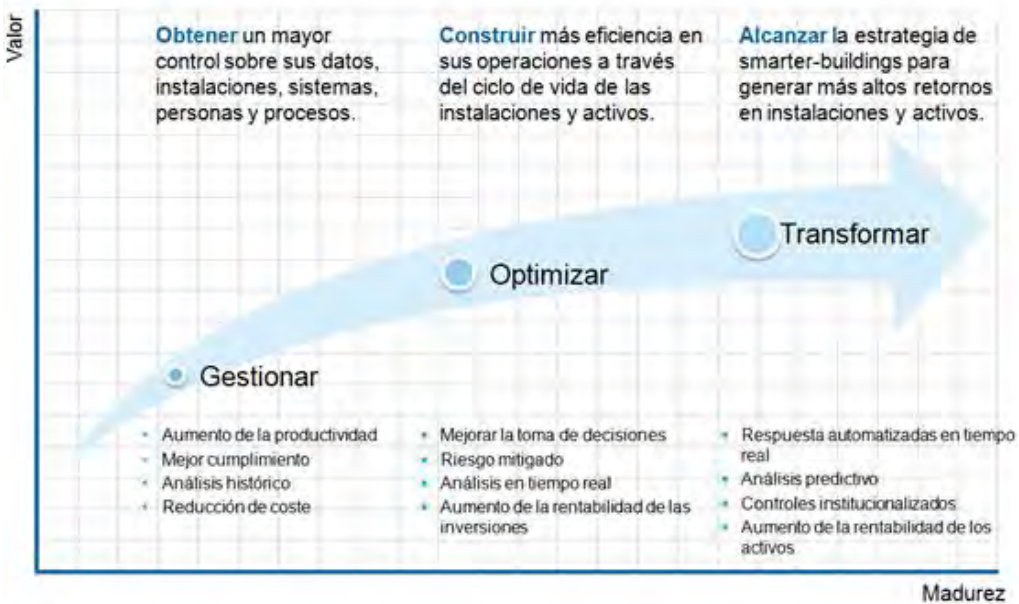 Valor
Obtener un mayor
control sobre sus datos,
instalaciones, sistemas,
personas y procesos.
Construir más eficiencia en
sus operaciones a través
del ciclo de vida de las
instalaciones y activos.
Alcanzar la estrategia de
smarter-buildings para
generar más altos retornos
en instalaciones y activos.
Transformar
Optimizar
Gestionar
Aumento de la productividad
Mejor cumplimiento
Análisis histórico
Reducción de coste
Mejorar la toma de decisiones
Riesgo mitigado
Análisis en tiempo real
Aumento de la rentabilidad de las
inversiones
Respuesta automatizadas en tiempo
real
Análisis predictivo
Controles institucionalizados
Aumento de la rentabilidad de los
activos
Madurez